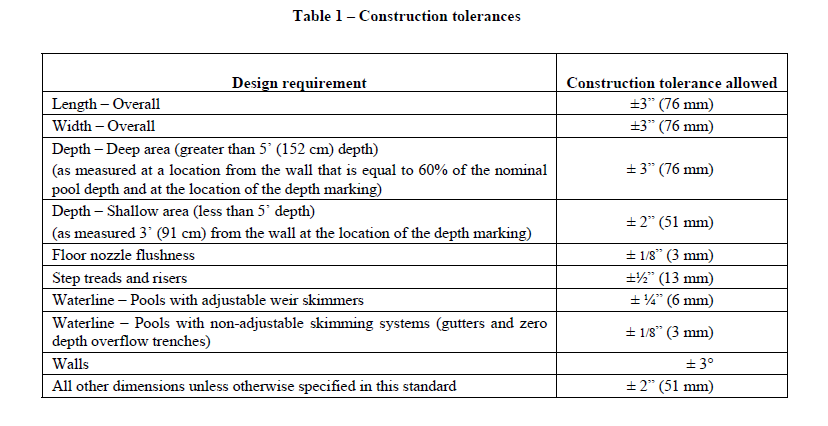 Table 1 – Construction tolerances
Design requirement
Construction tolerance allowed
Length – Overall
±3” (76 mm)
Width – Overall
±3” (76 mm)
Depth – Deep area (greater than 5’ (152 cm) depth)
(as measured at a location from the wall that is equal to 60% of the nominal
pool depth and at the location of the depth marking)
± 3” (76 mm)
Depth – Shallow area (less than 5’ depth)
(as measured 3’ (91 cm) from the wall at the location of the depth marking)
± 2” (51 mm)
Floor nozzle flushness
± 1/8” (3 mm)
Step treads and risers
±½” (13 mm)
Waterline – Pools with adjustable weir skimmers
± ¼” (6 mm)
Waterline – Pools with non-adjustable skimming systems (gutters and zero
depth overflow trenches)
± 1/8” (3 mm)
Walls
± 3°
All other dimensions unless otherwise specified in this standard
± 2” (51 mm)